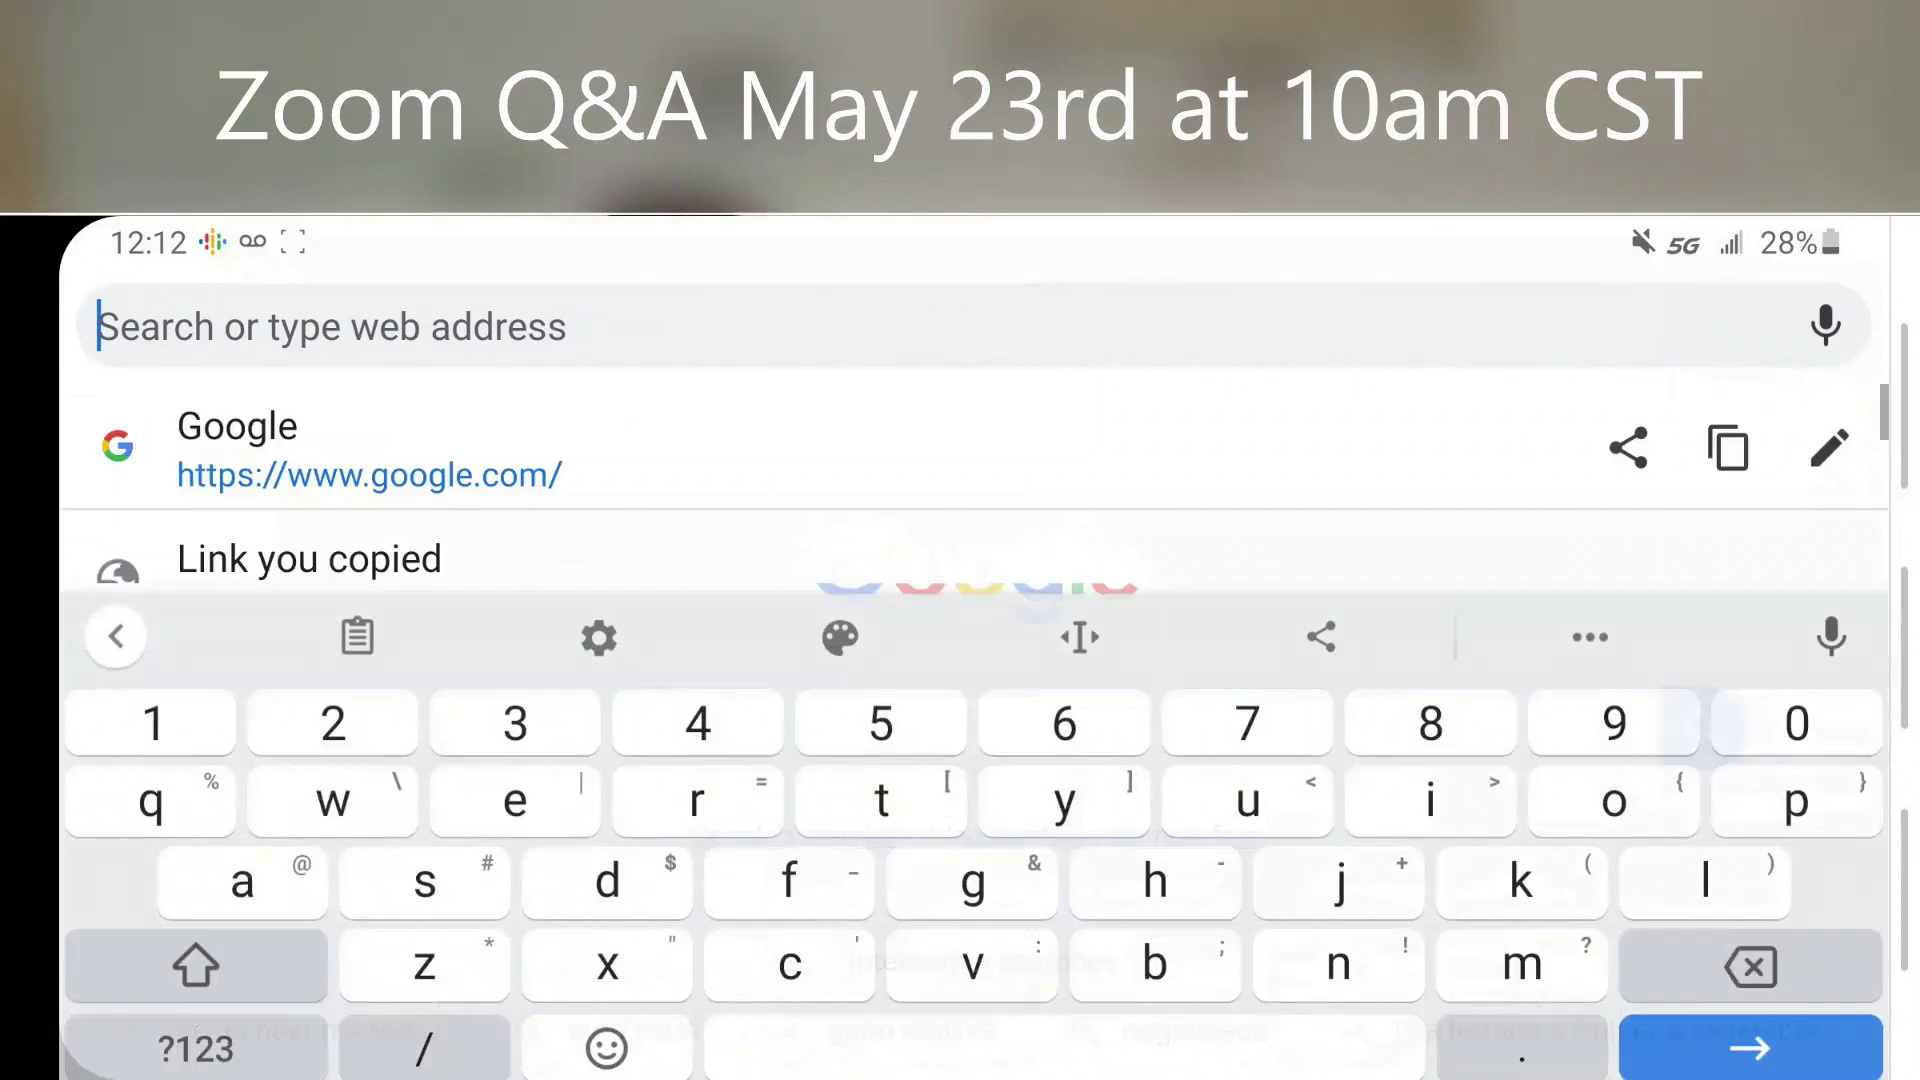 Zoom Q&A May 23rd at 10am CST
12:12 5G 28%
Search or type web address
Google
https://www.google.com/
Link you copied
1 2 3 4 5 6 7 8 9 0
q % w \ e | r = t [ y ] u < i > o { p }
a @ s # d $ f _ g & h - j + k ( l )
z * x " c ' v : b ; n ! m ?
?123 / .